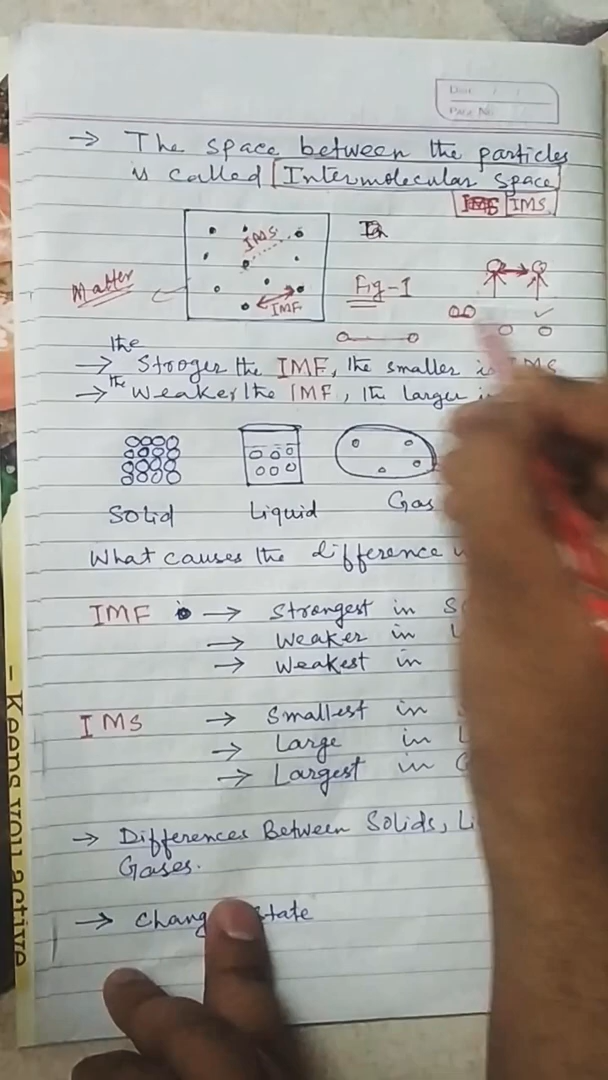 Date
Page No.
→ The space between the particles
is called Intermolecular Space
IMS
IMS
Matter
Fig-1
IMF
the
→ Strooger the IMF, the smaller is IMS
→ the Weaker the IMF, the larger
Solid Liquid Gas
What causes the difference
IMF → Strongest in
→ Weaker in
→ Weakest in
IMS → Smallest in
→ Large in
→ Largest in
→ Differences Between Solids,
Gases.
→ Chang State
– Keeps you active